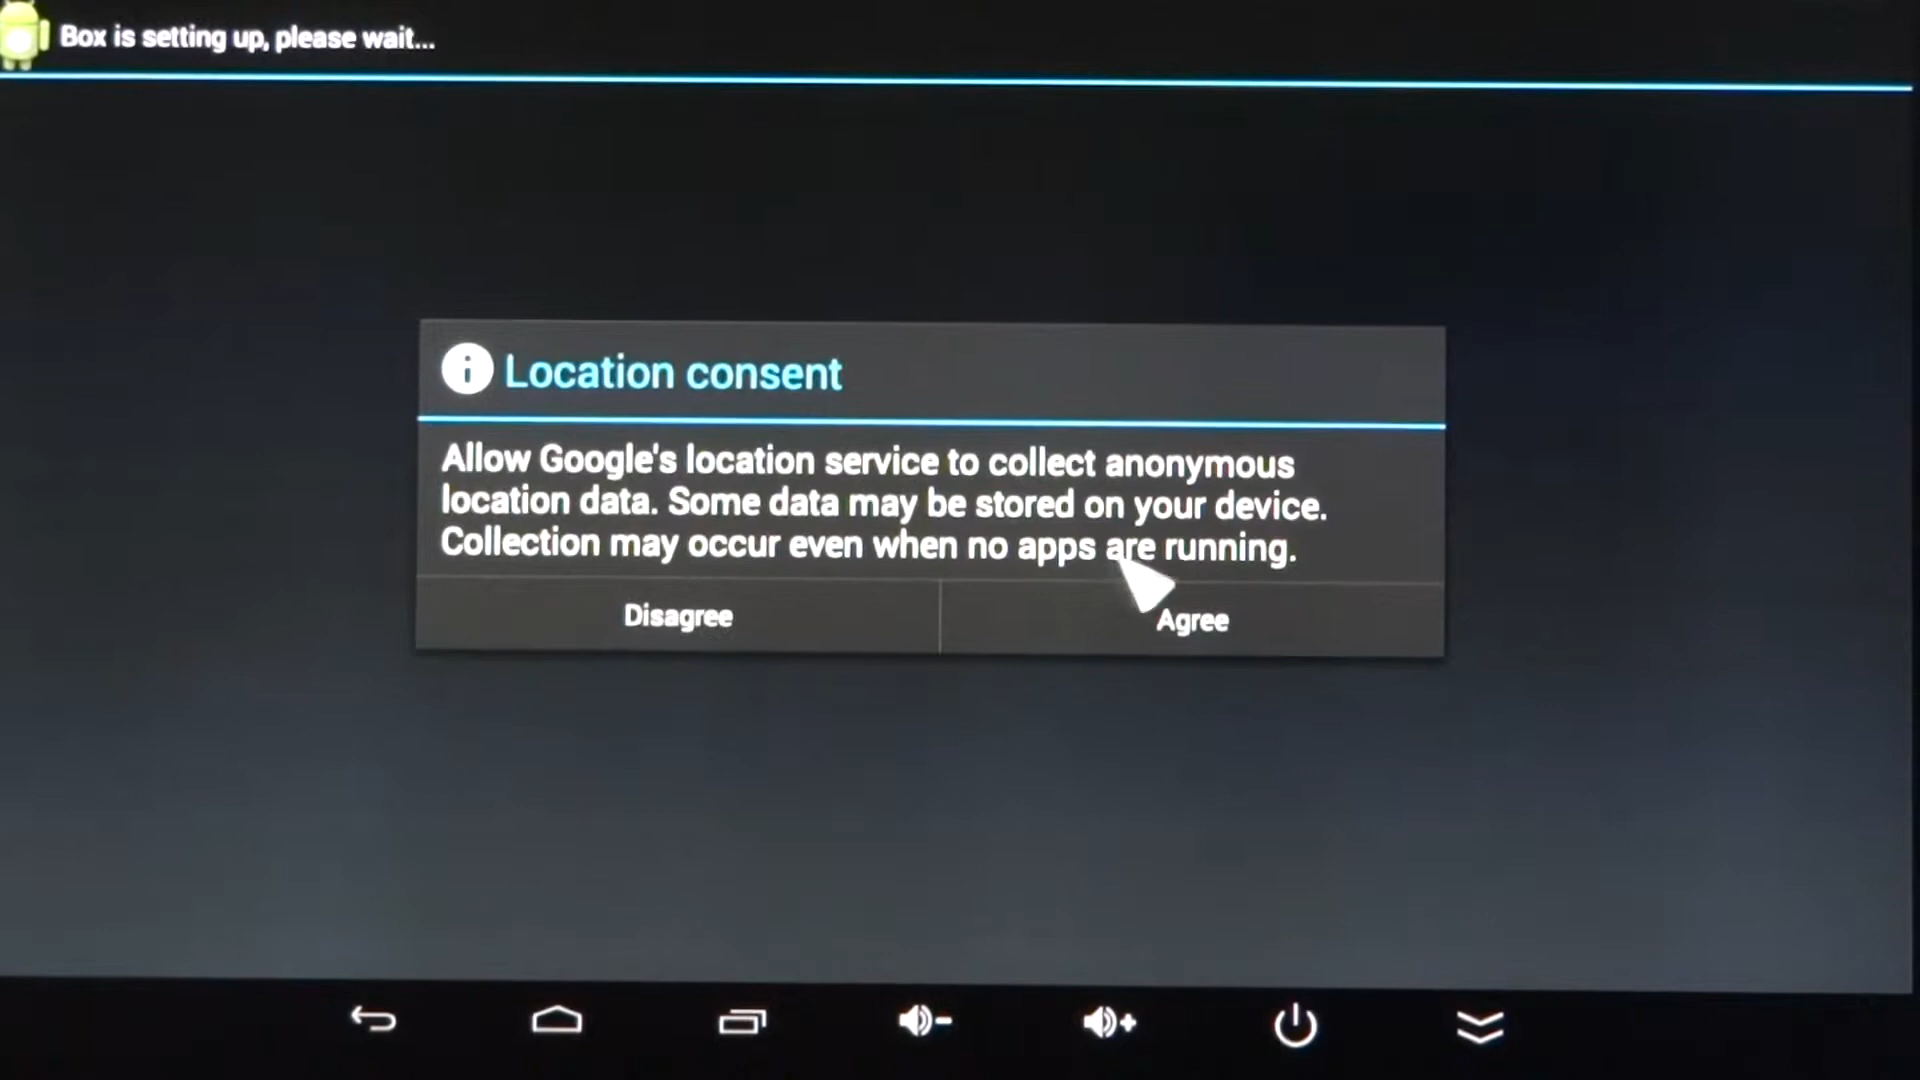 Box is setting up, please wait...
Location consent
Allow Google's location service to collect anonymous
location data. Some data may be stored on your device.
Collection may occur even when no apps are running.
Disagree
Agree